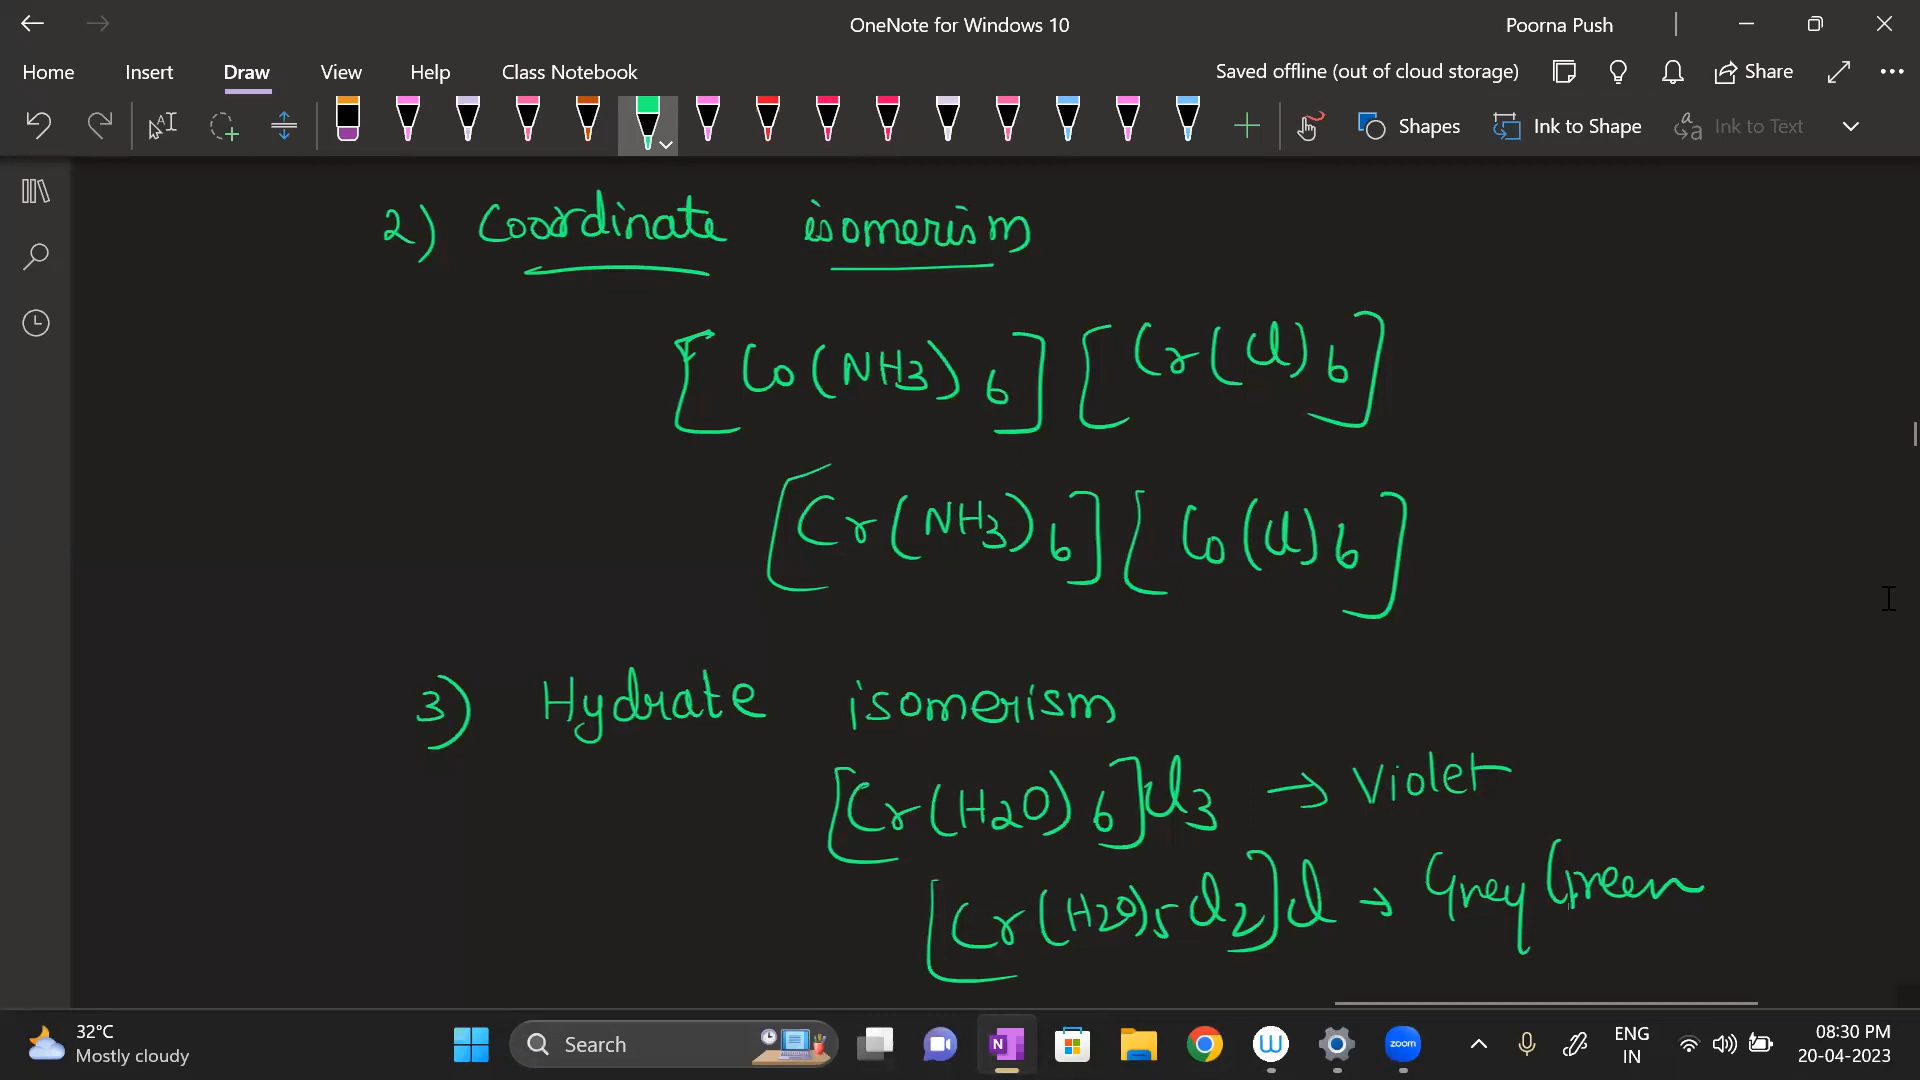 OneNote for Windows 10
Poorna Push
Home Insert Draw View Help Class Notebook
Saved offline (out of cloud storage)
Share
Shapes
Ink to Shape
Ink to Text
2) Coordinate isomerism
[Co(NH3)6][Cr(Cl)6]
[Cr(NH3)6][Co(Cl)6]
3) Hydrate isomerism
[Cr(H2O)6]Cl3 → Violet
[Cr(H2O)5Cl2]Cl → Grey Green
32°C
Mostly cloudy
Search
zoom
ENG
IN
08:30 PM
20-04-2023